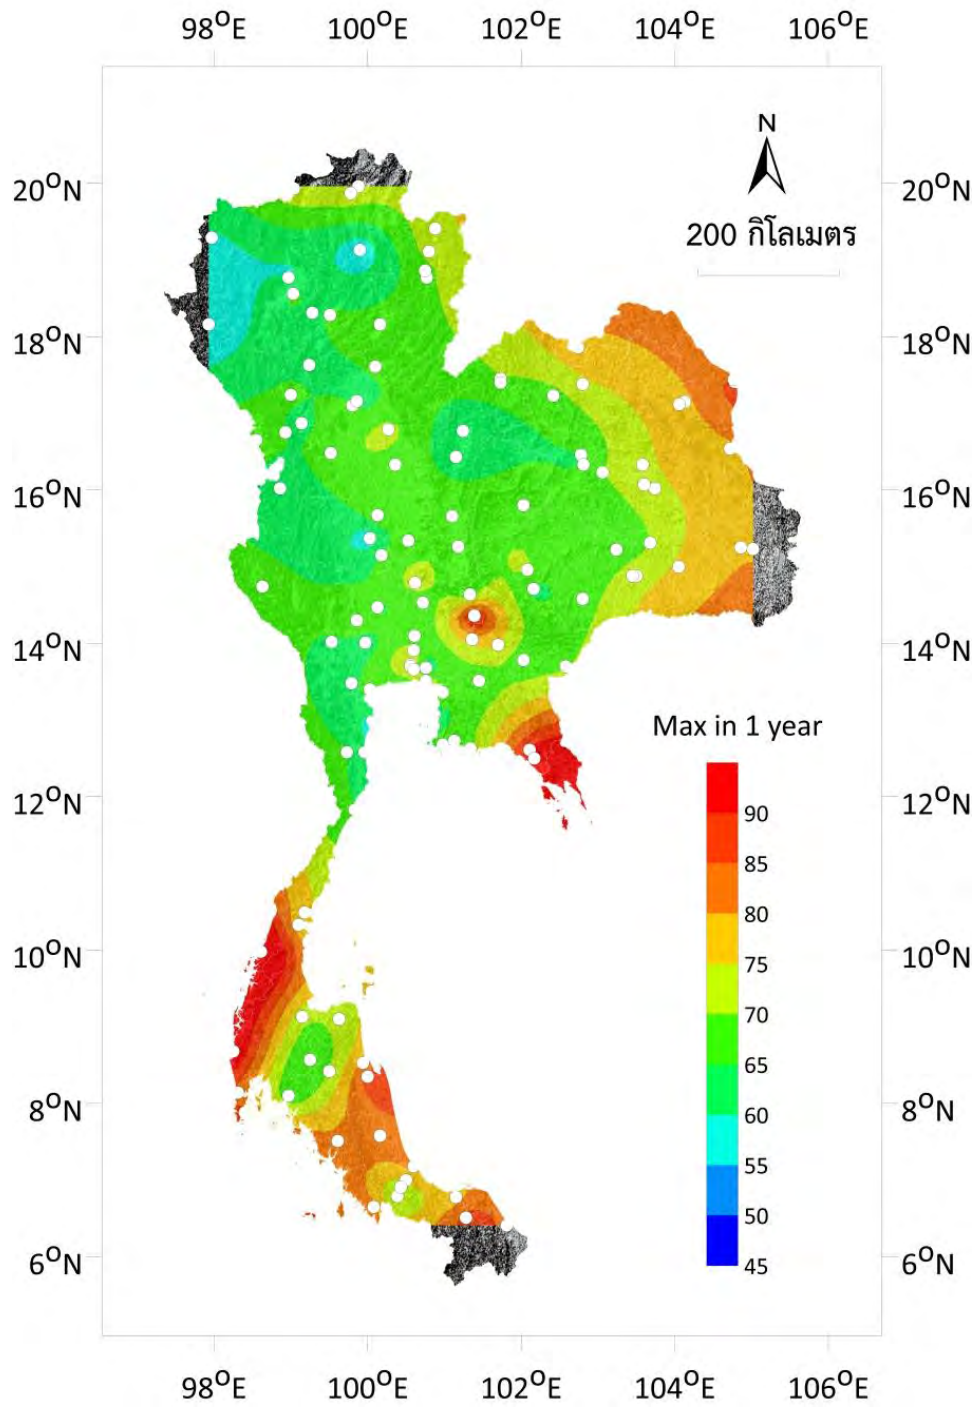 98°E 100°E 102°E 104°E 106°E
N
20°N 20°N
200 กิโลเมตร
18°N 18°N
16°N 16°N
14°N 14°N
Max in 1 year
12°N 12°N
90
85
80
10°N 10°N
75
70
65
8°N 8°N
60
55
50
6°N 6°N
45
98°E 100°E 102°E 104°E 106°E